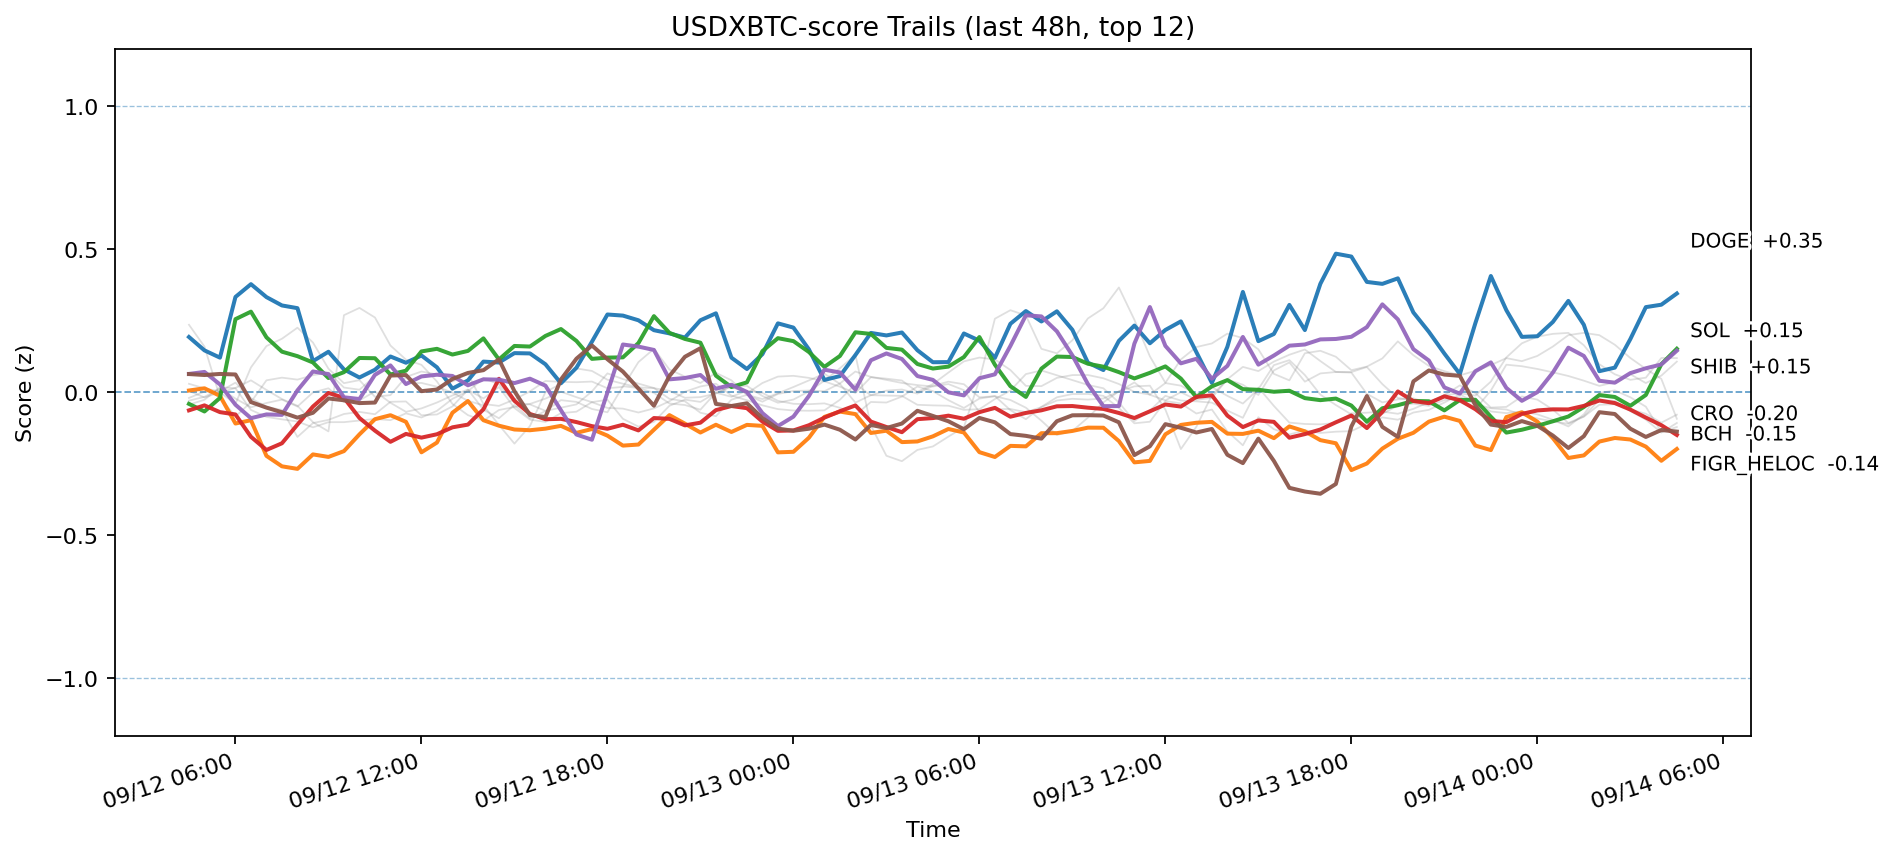 USDXBTC-score Trails (last 48h, top 12)
Score (z)
1.0
0.5
0.0
−0.5
−1.0
DOGE +0.35
SOL +0.15
SHIB +0.15
CRO -0.20
BCH -0.15
FIGR_HELOC -0.14
09/12 06:00
09/12 12:00
09/12 18:00
09/13 00:00
09/13 06:00
09/13 12:00
09/13 18:00
09/14 00:00
09/14 06:00
Time